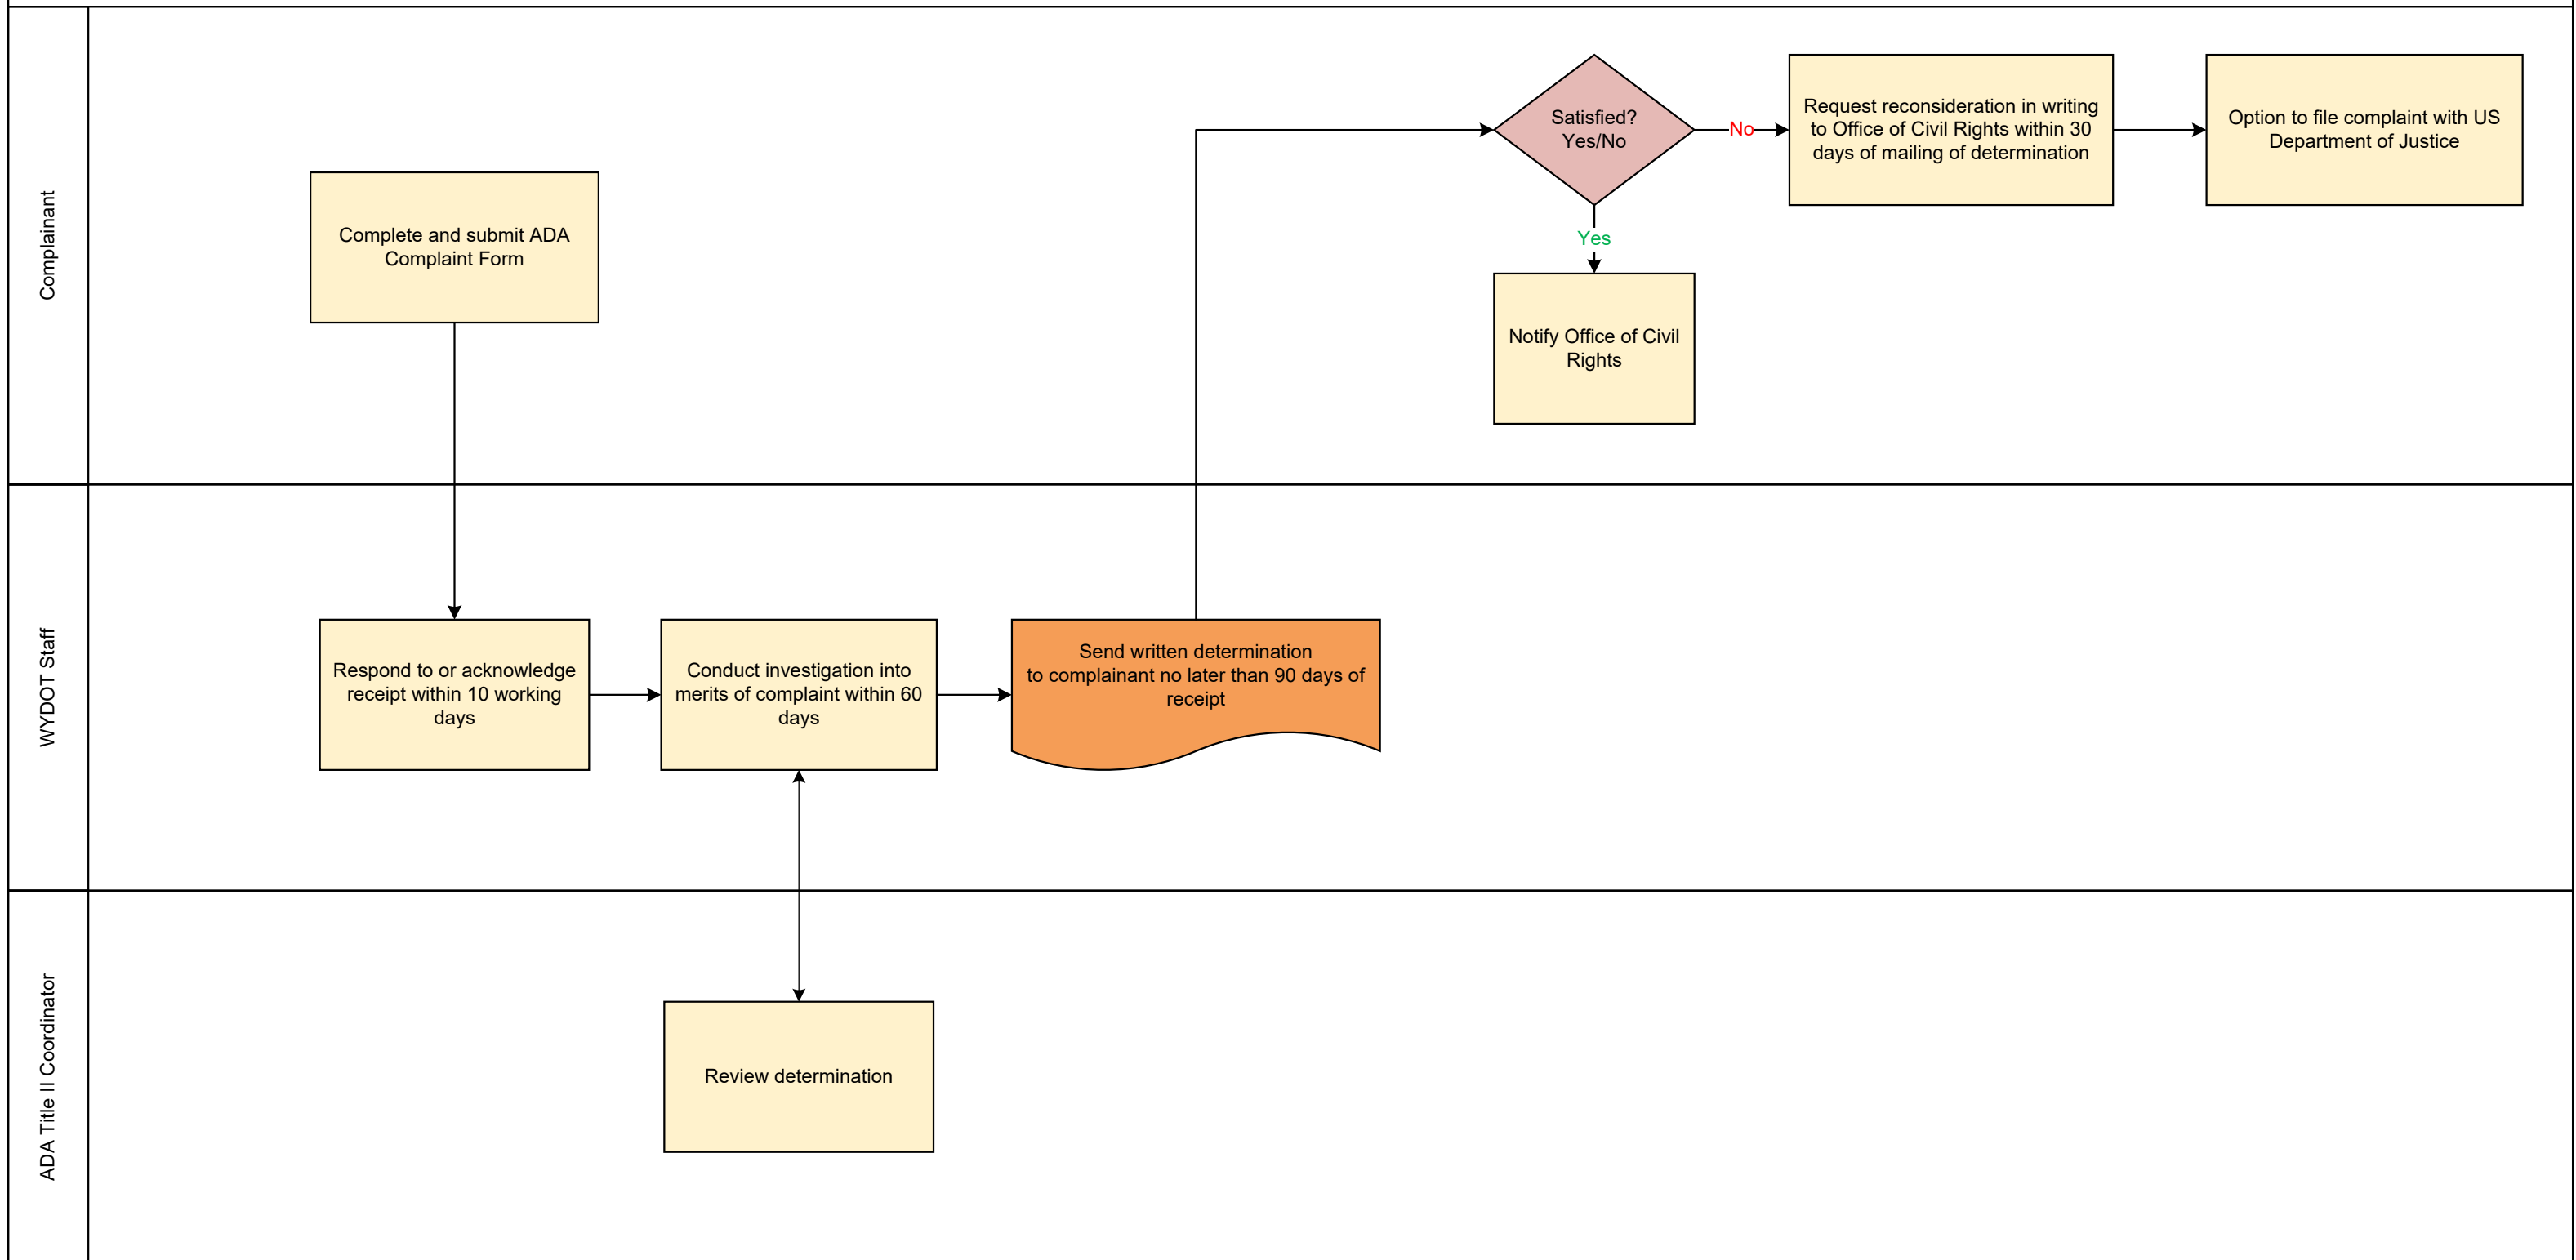 Complainant
Complete and submit ADA
Complaint Form
Satisfied?
Yes/No
No
Request reconsideration in writing
to Office of Civil Rights within 30
days of mailing of determination
Option to file complaint with US
Department of Justice
Yes
Notify Office of Civil
Rights
WYDOT Staff
Respond to or acknowledge
receipt within 10 working
days
Conduct investigation into
merits of complaint within 60
days
Send written determination
to complainant no later than 90 days of
receipt
ADA Title II Coordinator
Review determination